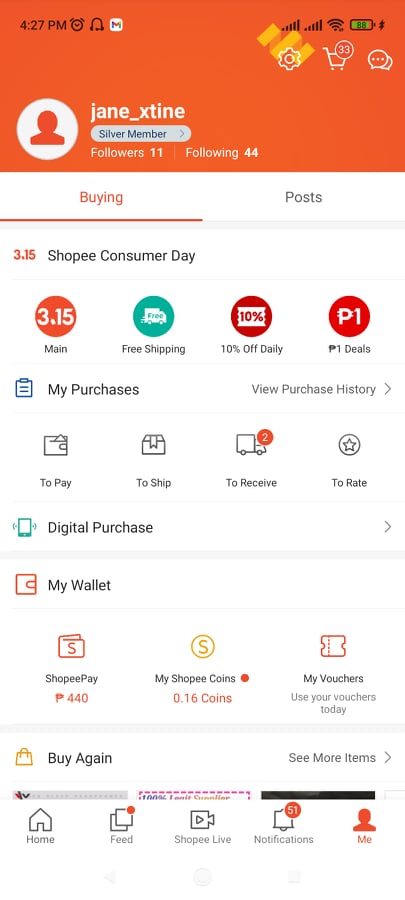 4:27 PM
88
33
jane_xtine
Silver Member
Followers 11 Following 44
Buying Posts
3.15 Shopee Consumer Day
3.15 Free 10% ₱1
Main Free Shipping 10% Off Daily ₱1 Deals
My Purchases View Purchase History
2
To Pay To Ship To Receive To Rate
Digital Purchase
My Wallet
S S
ShopeePay My Shopee Coins My Vouchers
₱ 440 0.16 Coins Use your vouchers
today
Buy Again See More Items
100% Legit Supplier
51
Home Feed Shopee Live Notifications Me